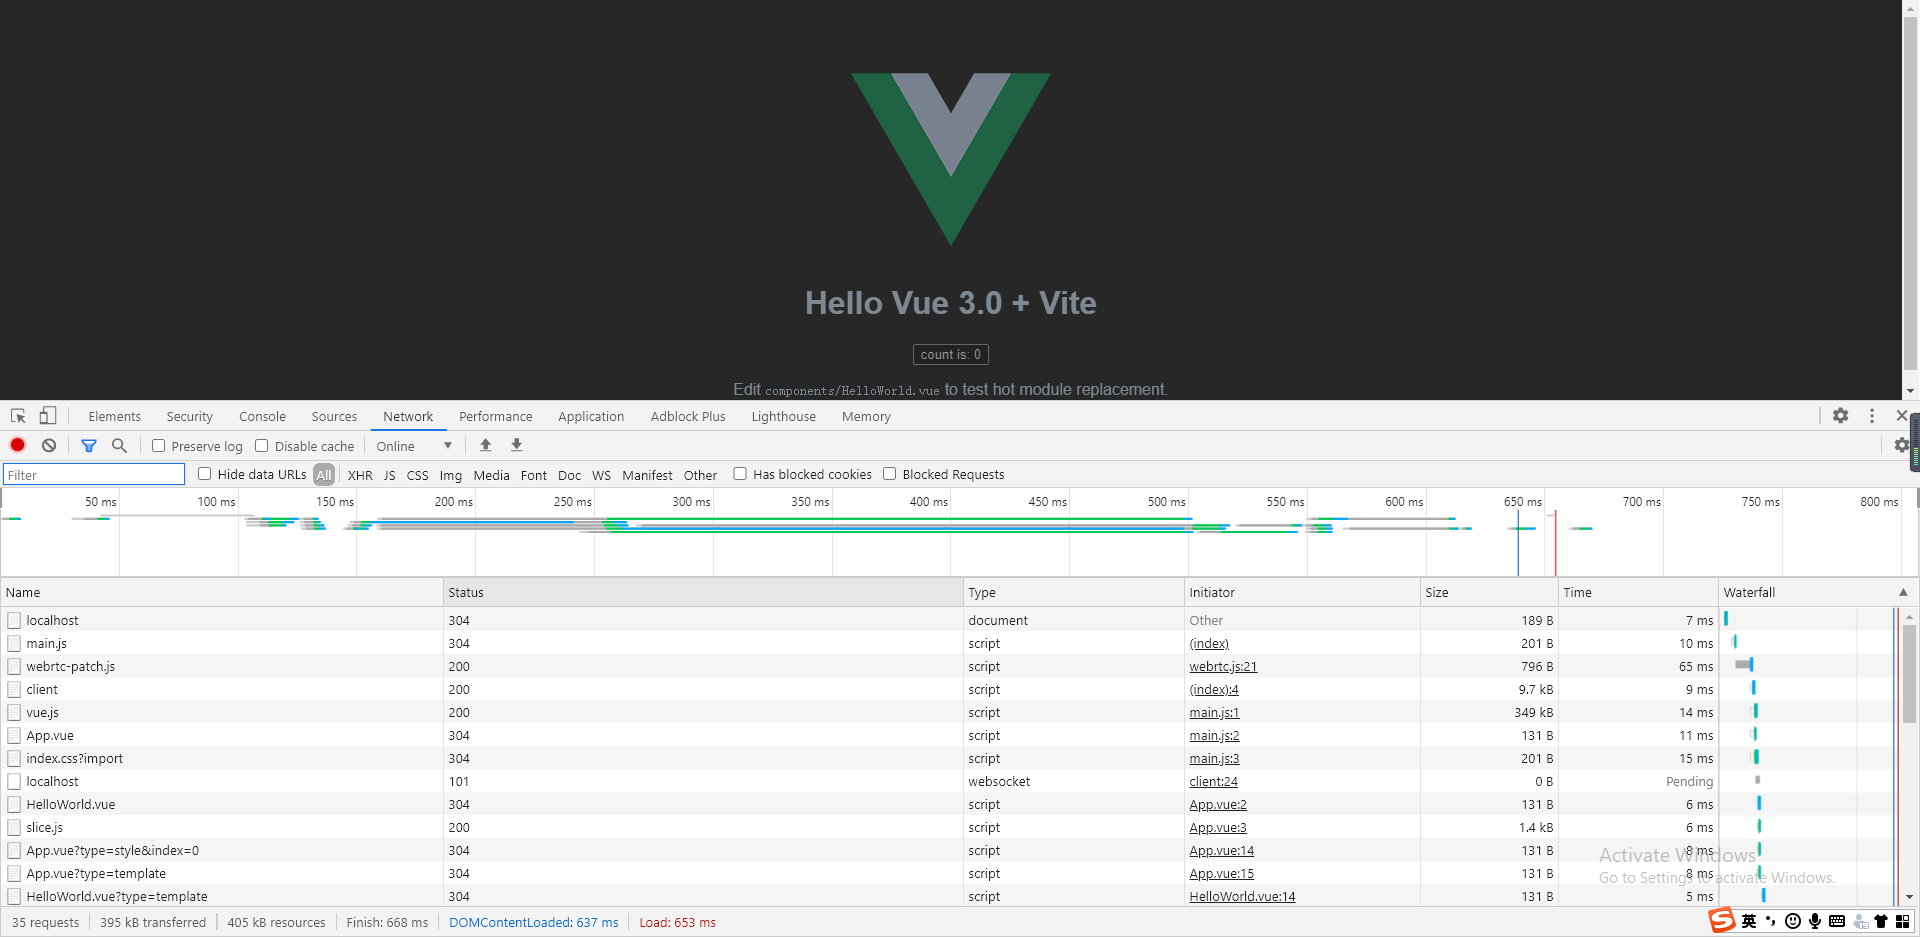 Hello Vue 3.0 + Vite
count is: 0
Edit components/HelloWorld.vue to test hot module replacement.
Elements Security Console Sources Network Performance Application Adblock Plus Lighthouse Memory
Preserve log Disable cache Online
Filter Hide data URLs All XHR JS CSS Img Media Font Doc WS Manifest Other Has blocked cookies Blocked Requests
50 ms 100 ms 150 ms 200 ms 250 ms 300 ms 350 ms 400 ms 450 ms 500 ms 550 ms 600 ms 650 ms 700 ms 750 ms 800 ms
Name Status Type Initiator Size Time Waterfall
localhost 304 document Other 189 B 7 ms
main.js 304 script (index) 201 B 10 ms
webrtc-patch.js 200 script webrtc.js:21 796 B 65 ms
client 200 script (index):4 9.7 kB 9 ms
vue.js 200 script main.js:1 349 kB 14 ms
App.vue 304 script main.js:2 131 B 11 ms
index.css?import 304 script main.js:3 201 B 15 ms
localhost 101 websocket client:24 0 B Pending
HelloWorld.vue 304 script App.vue:2 131 B 6 ms
slice.js 200 script App.vue:3 1.4 kB 6 ms
App.vue?type=style&index=0 304 script App.vue:14 131 B 8 ms
Activate Windows
App.vue?type=template 304 script App.vue:15 131 B 8 ms
Go to Settings to activate Windows.
HelloWorld.vue?type=template 304 script HelloWorld.vue:14 131 B 5 ms
35 requests 395 kB transferred 405 kB resources Finish: 668 ms DOMContentLoaded: 637 ms Load: 653 ms
S 英